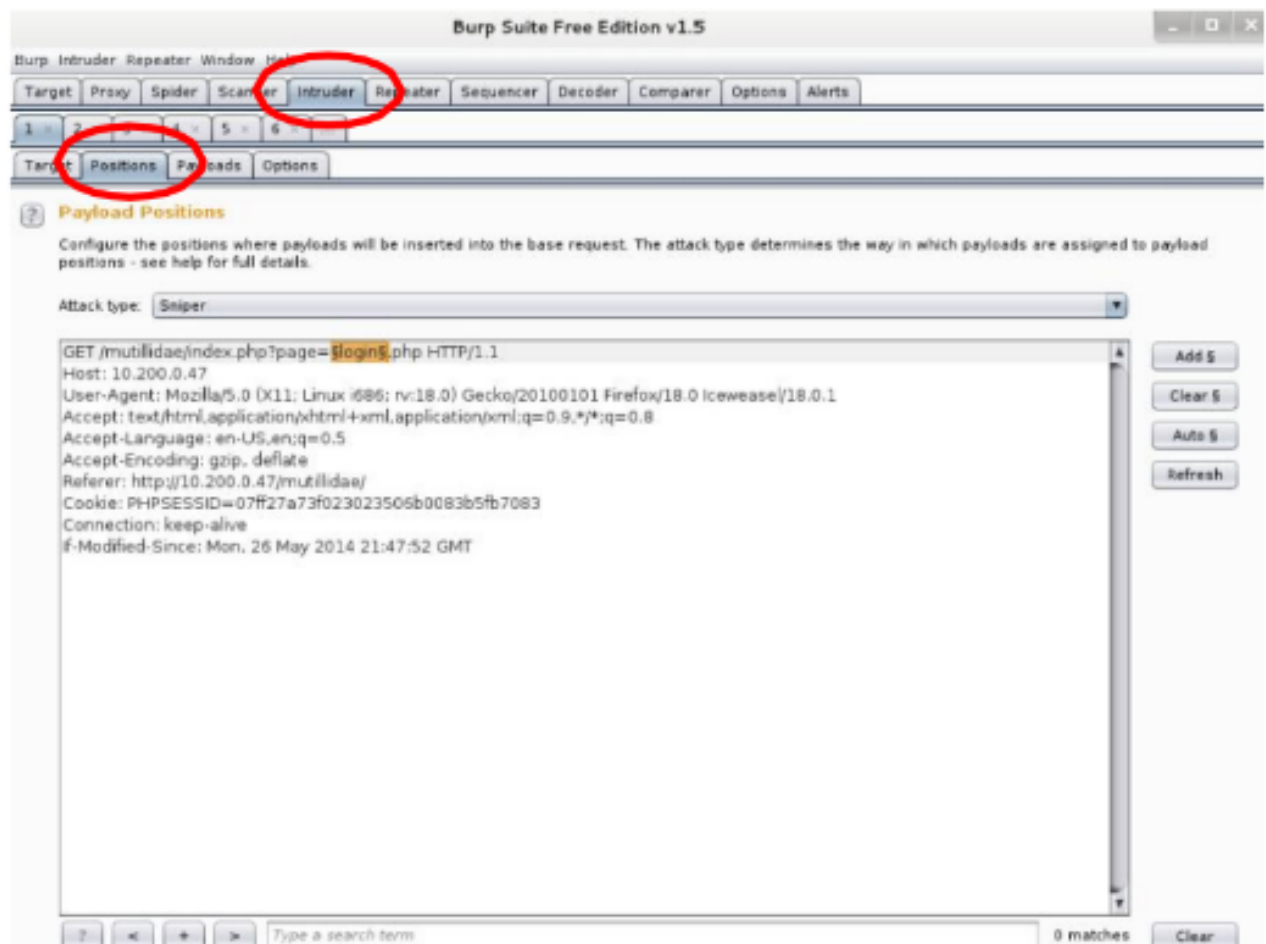 Burp Suite Free Edition v1.5
Burp Intruder Repeater Window
Target Proxy Spider Scanner Intruder Repeater Sequencer Decoder Comparer Options Alerts
1 × 2 5 × 6
Target Positions Payloads Options
? Payload Positions
Configure the positions where payloads will be inserted into the base request. The attack type determines the way in which payloads are assigned to payload
positions - see help for full details.
Attack type: Sniper
GET /mutillidae/index.php?page=§login§.php HTTP/1.1
Host: 10.200.0.47
User-Agent: Mozilla/5.0 (X11; Linux i686; rv:18.0) Gecko/20100101 Firefox/18.0 Iceweasel/18.0.1
Accept: text/html,application/xhtml+xml,application/xml;q=0.9,*/*;q=0.8
Accept-Language: en-US,en;q=0.5
Accept-Encoding: gzip, deflate
Referer: http://10.200.0.47/mutillidae/
Cookie: PHPSESSID=07ff27a73f023023506b0083b5fb7083
Connection: keep-alive
If-Modified-Since: Mon, 26 May 2014 21:47:52 GMT
Add §
Clear §
Auto §
Refresh
? < + > Type a search term 0 matches Clear